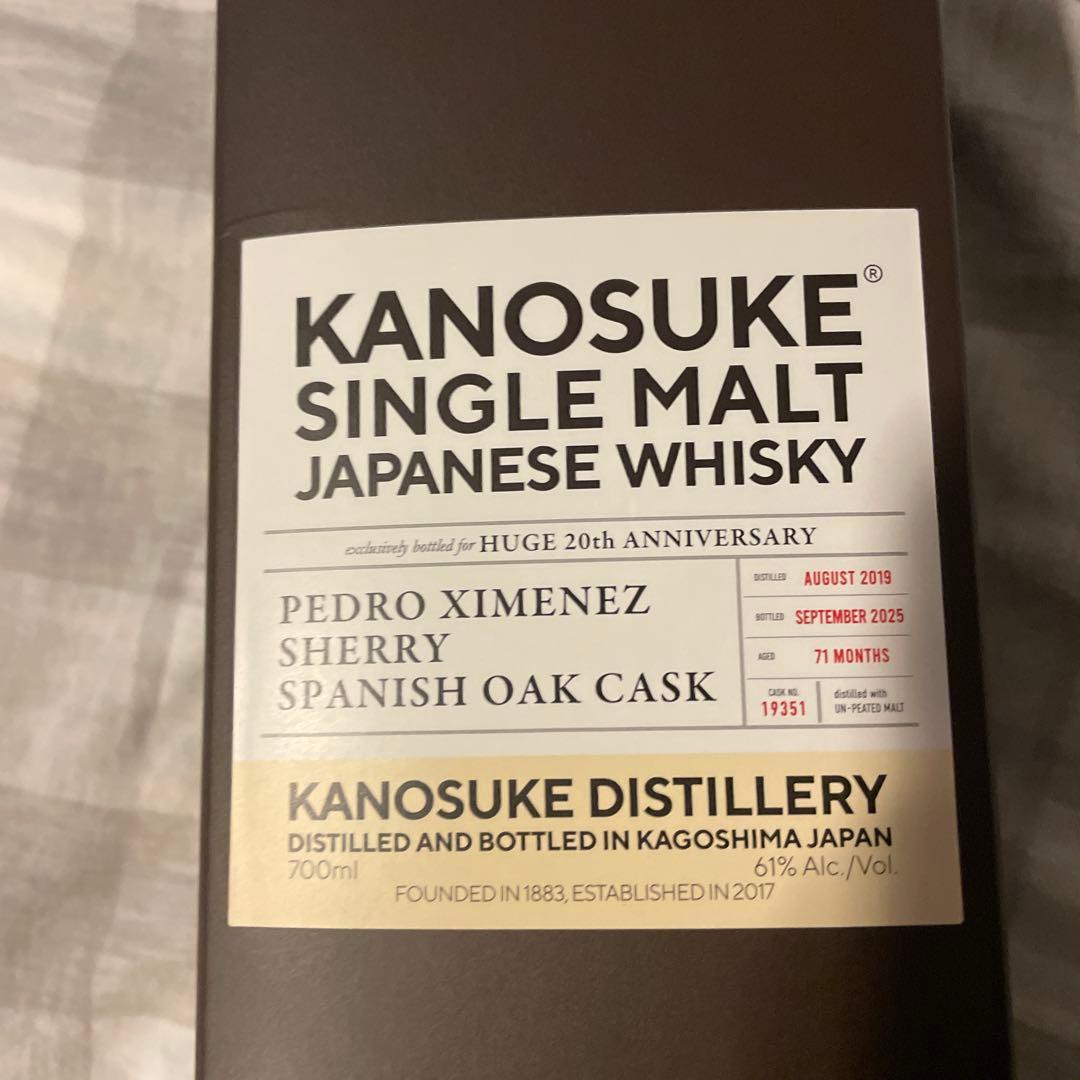 KANOSUKE®
SINGLE MALT
JAPANESE WHISKY
exclusively bottled for HUGE 20th ANNIVERSARY
PEDRO XIMENEZ
SHERRY
SPANISH OAK CASK
DISTILLED AUGUST 2019
BOTTLED SEPTEMBER 2025
AGED 71 MONTHS
CASK NO.
19351
distilled with
UN-PEATED MALT
KANOSUKE DISTILLERY
DISTILLED AND BOTTLED IN KAGOSHIMA JAPAN
700ml 61% Alc./Vol.
FOUNDED IN 1883, ESTABLISHED IN 2017